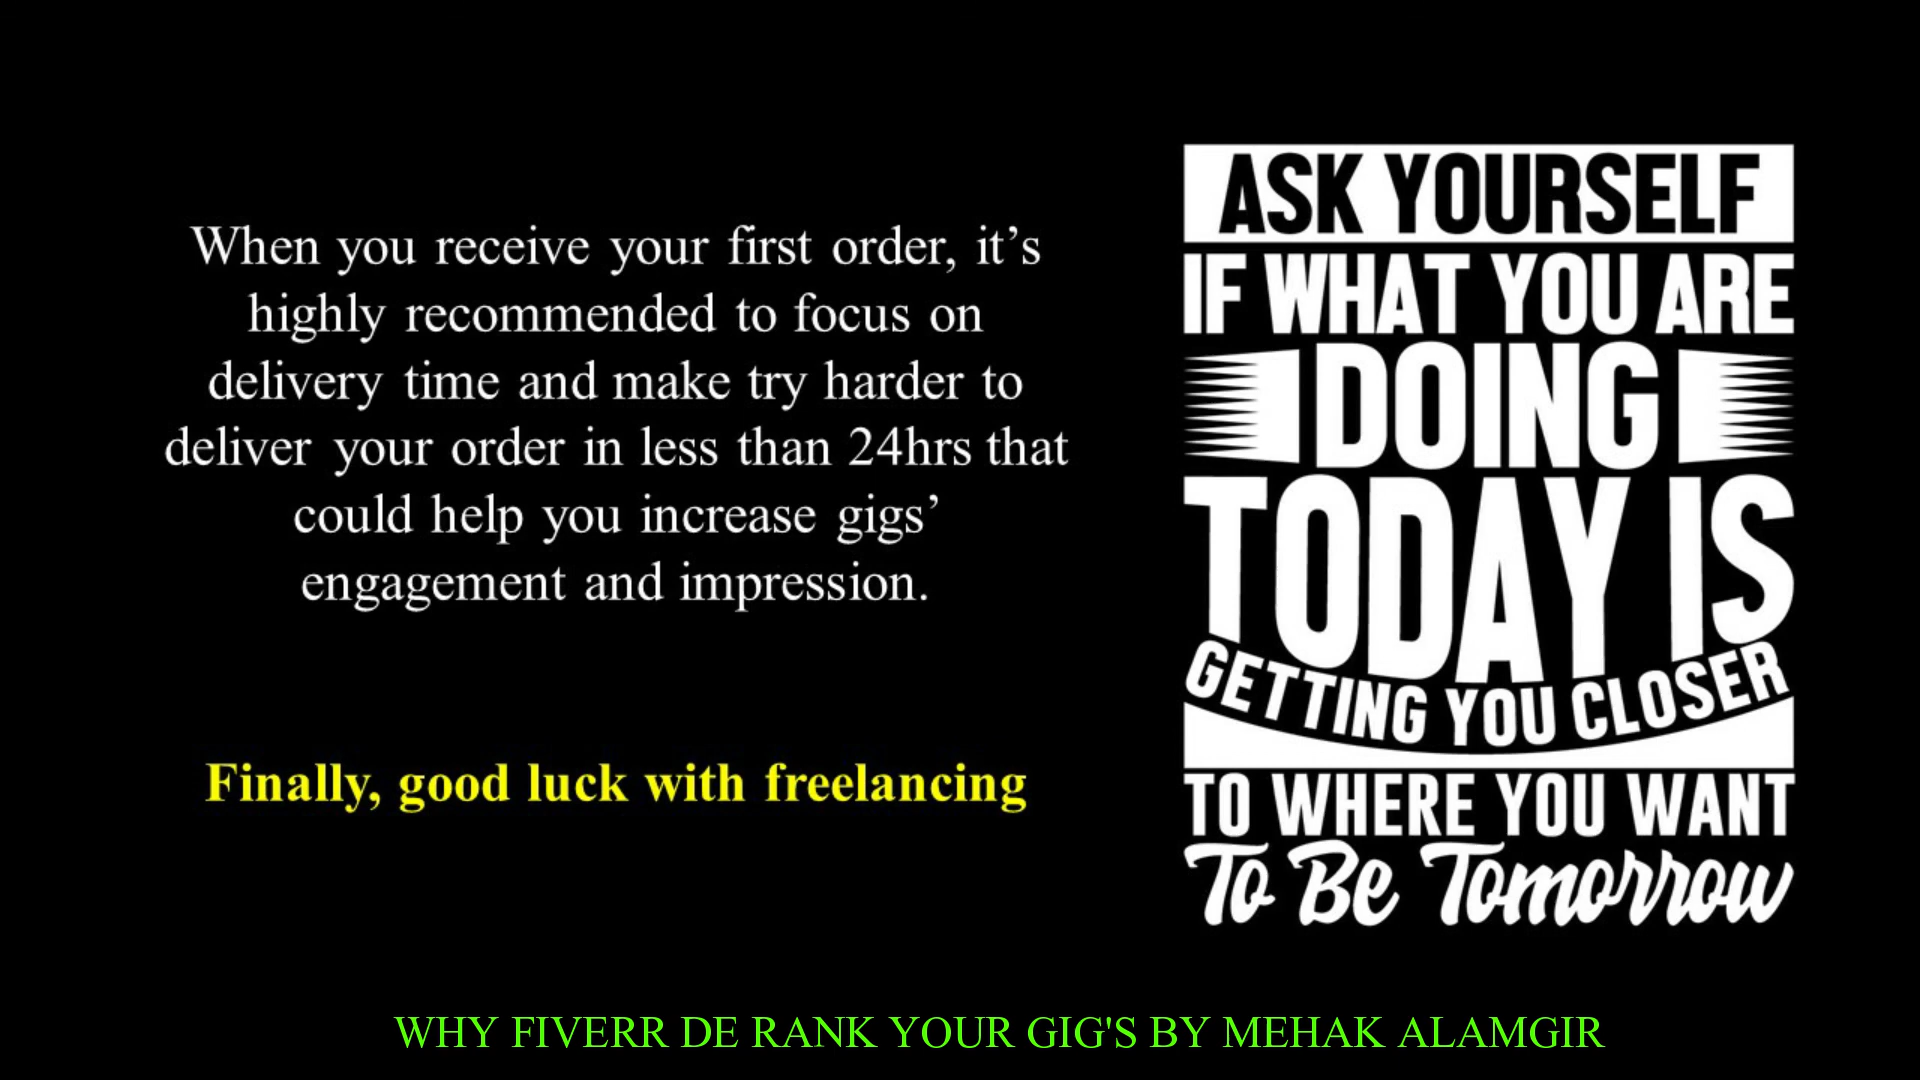 When you receive your first order, it’s
highly recommended to focus on
delivery time and make try harder to
deliver your order in less than 24hrs that
could help you increase gigs’
engagement and impression.
Finally, good luck with freelancing
ASK YOURSELF
IF WHAT YOU ARE
DOING
TODAY IS
GETTING YOU CLOSER
TO WHERE YOU WANT
To Be Tomorrow
WHY FIVERR DE RANK YOUR GIG'S BY MEHAK ALAMGIR